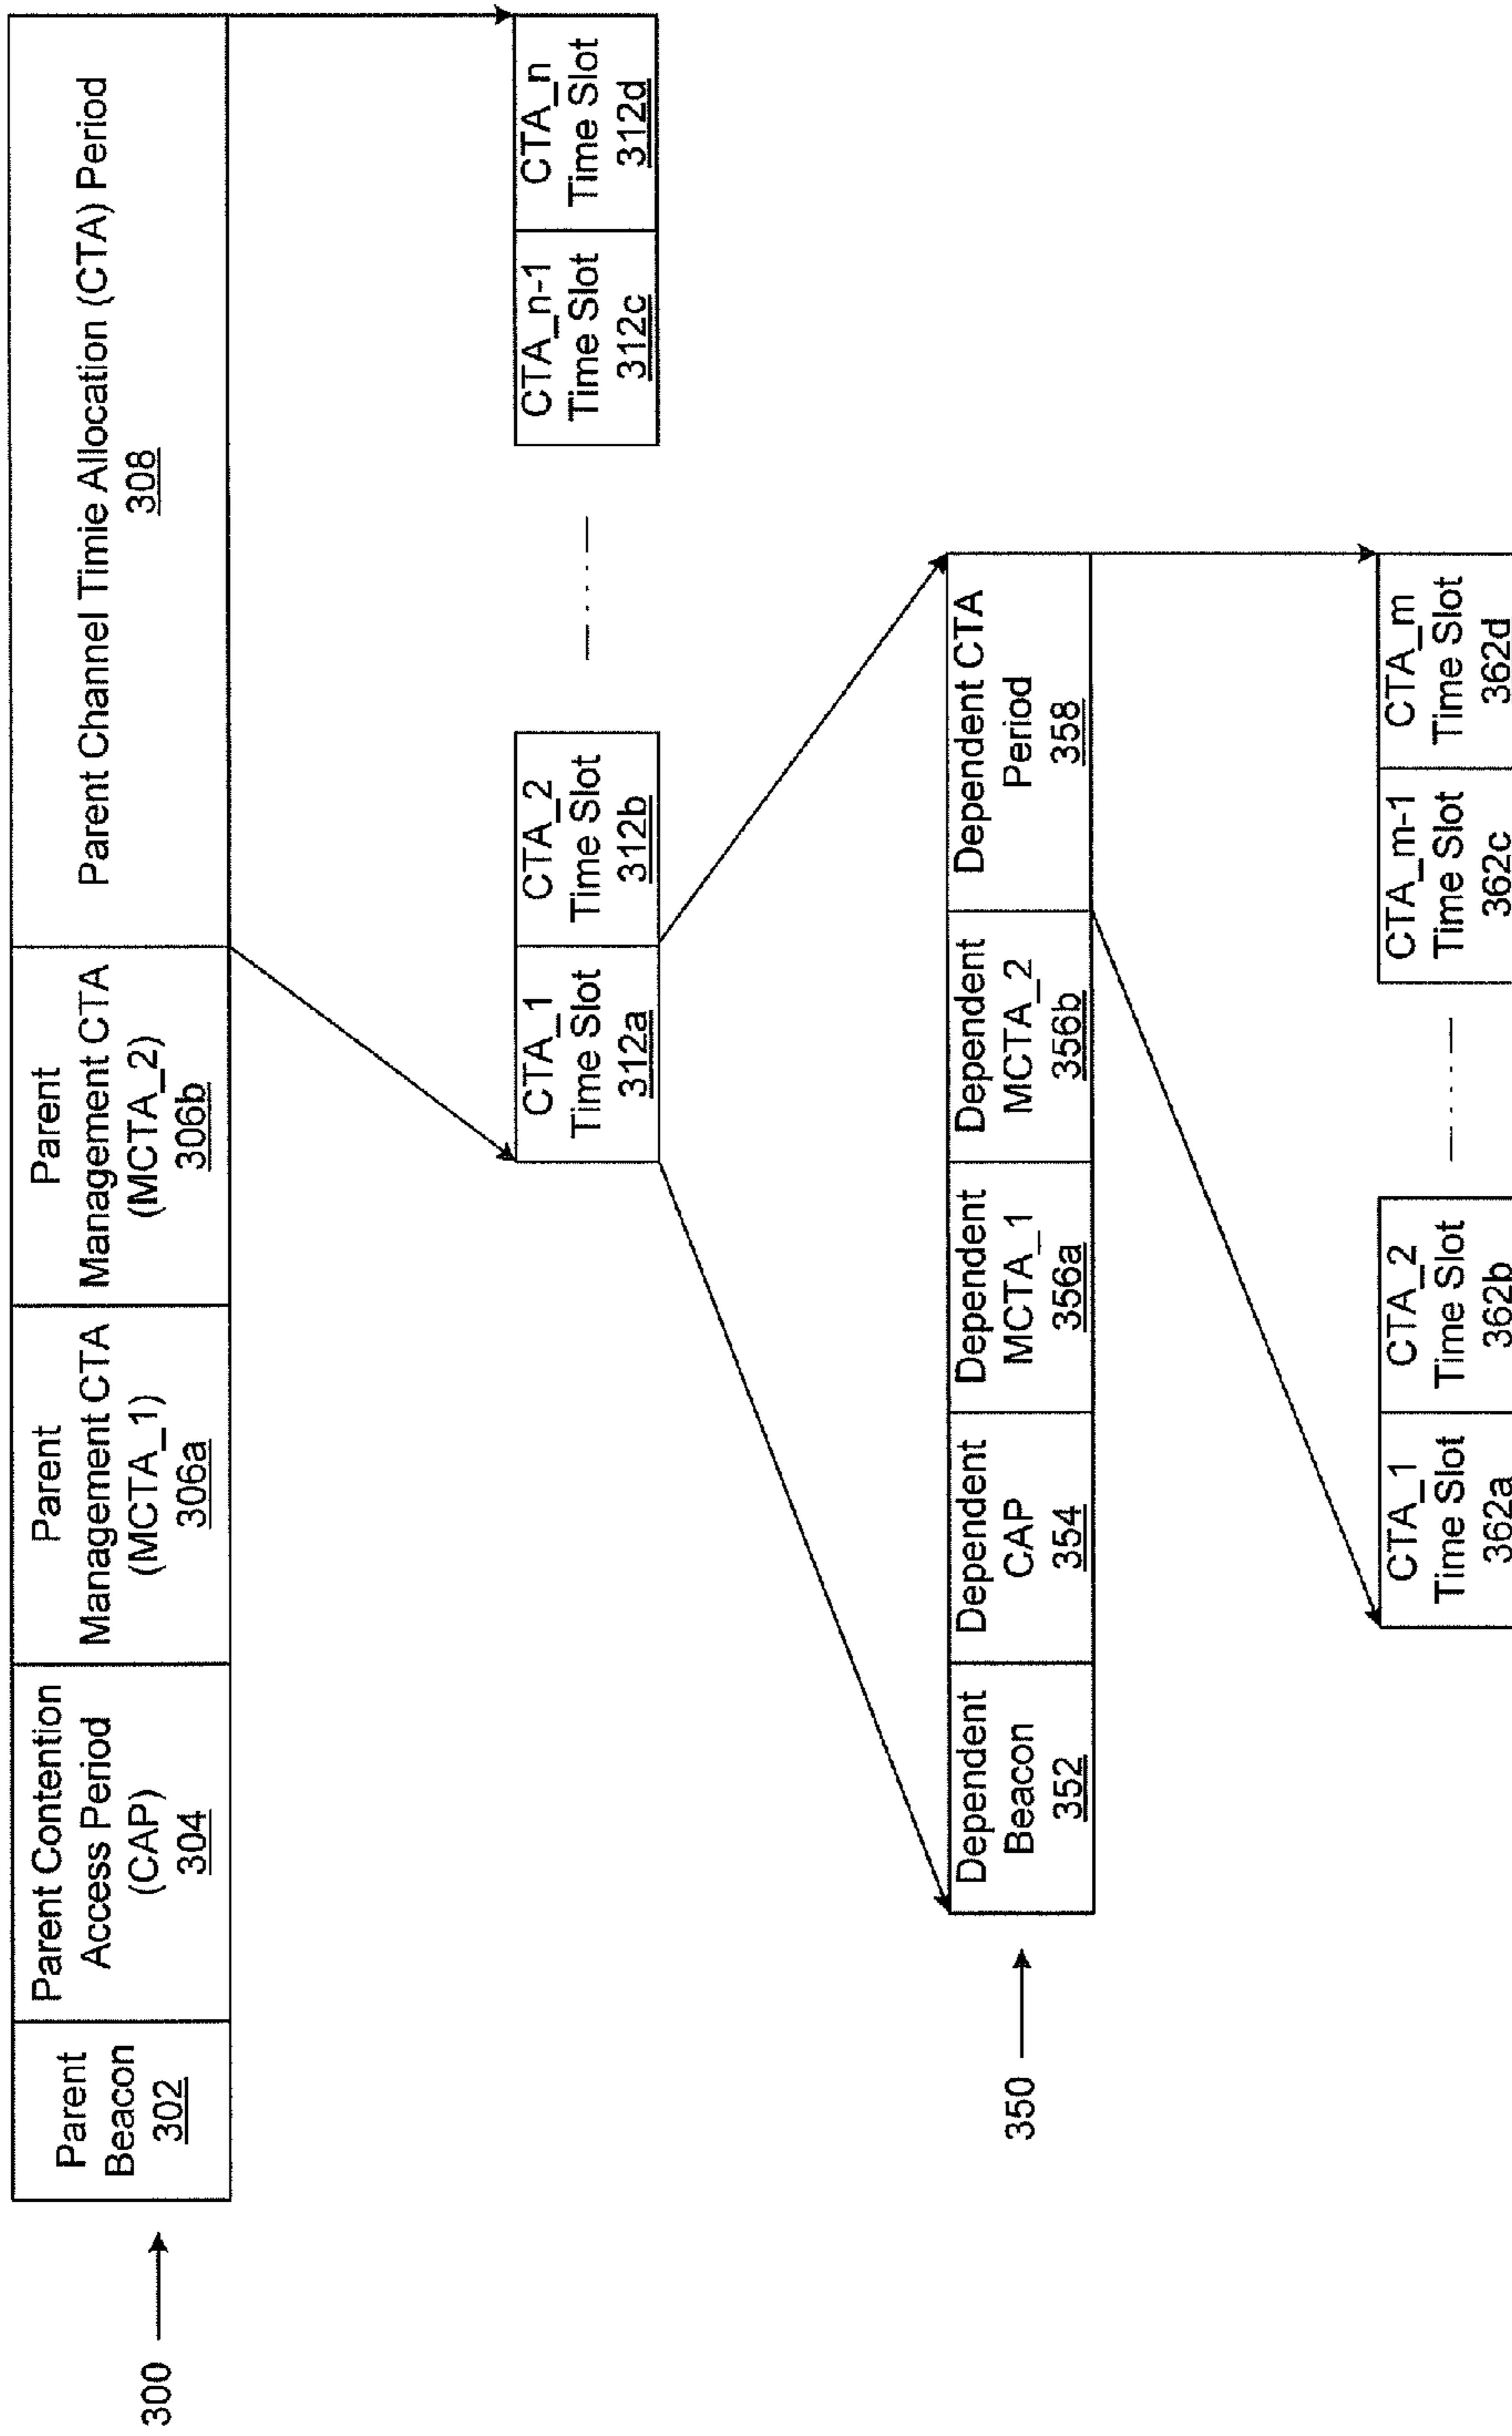 300
Parent
Beacon
302
Parent Contention
Access Period
(CAP)
304
Parent
Management CTA
(MCTA_1)
306a
Parent
Management CTA
(MCTA_2)
306b
Parent Channel Timie Allocation (CTA) Period
308
CTA_1
Time Slot
312a
CTA_2
Time Slot
312b
CTA_n-1
Time Slot
312c
CTA_n
Time Slot
312d
350
Dependent
Beacon
352
Dependent
CAP
354
Dependent
MCTA_1
356a
Dependent
MCTA_2
356b
Dependent CTA
Period
358
CTA_1
Time Slot
362a
CTA_2
Time Slot
362b
CTA_m-1
Time Slot
362c
CTA_m
Time Slot
362d